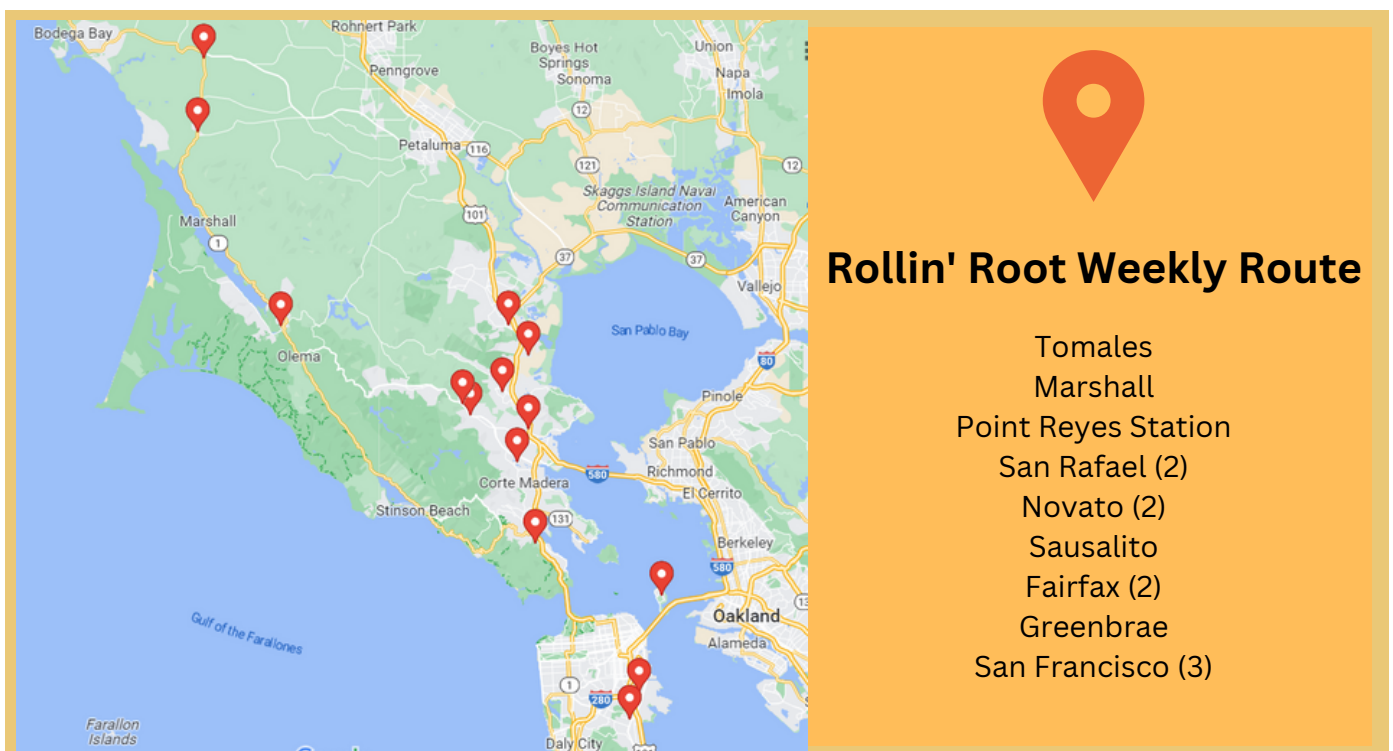 Bodega Bay
Rohnert Park
Penngrove
Boyes Hot
Springs
Sonoma
Union
Napa
Imola
12
Petaluma
116
121
12
Skaggs Island Naval
Communication
Station
American
Canyon
101
Marshall
1
37
37
Vallejo
San Pablo Bay
80
Olema
Pinole
San Pablo
Richmond
580
El Cerrito
Corte Madera
Stinson Beach
131
Berkeley
580
Oakland
Alameda
Gulf of the Farallones
1
280
Farallon
Islands
Daly City
Rollin' Root Weekly Route
Tomales
Marshall
Point Reyes Station
San Rafael (2)
Novato (2)
Sausalito
Fairfax (2)
Greenbrae
San Francisco (3)